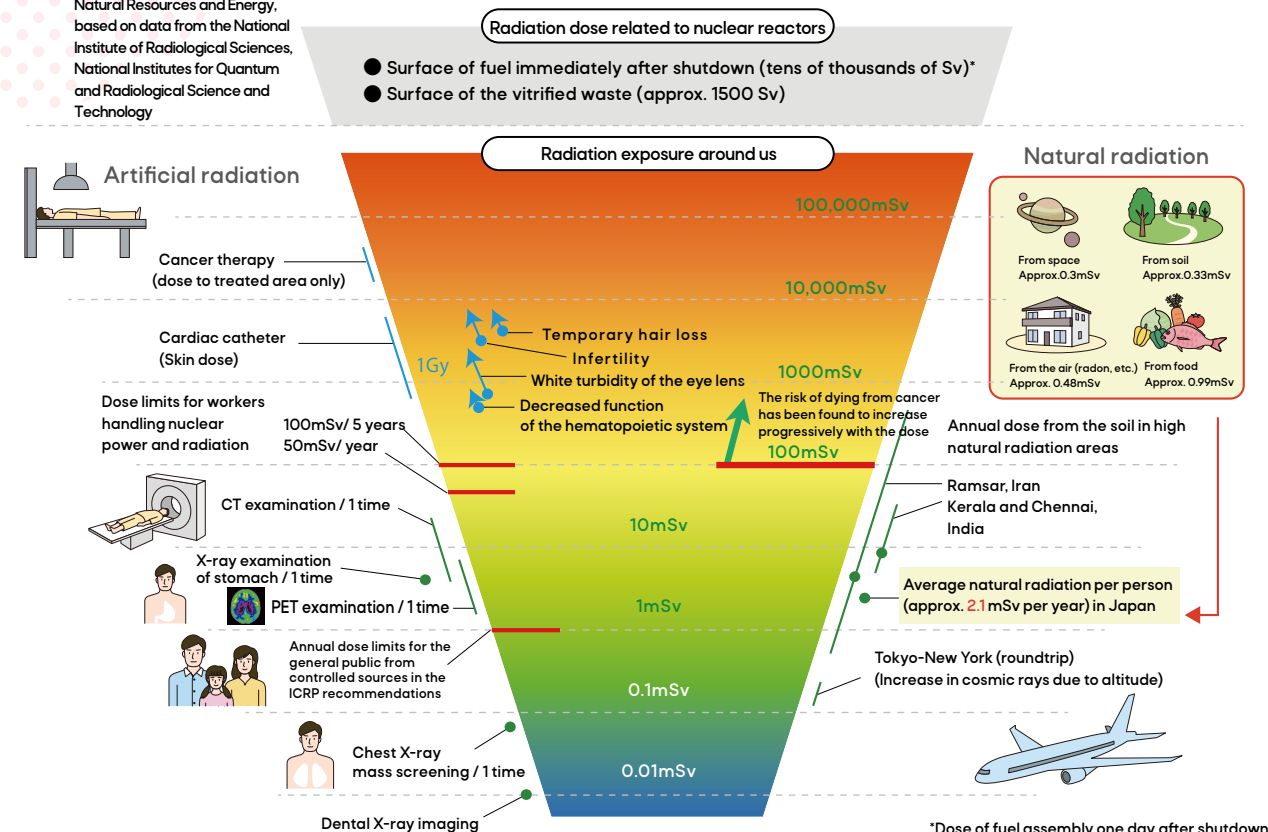 Natural Resources and Energy,
based on data from the National
Institute of Radiological Sciences,
National Institutes for Quantum
and Radiological Science and
Technology
Radiation dose related to nuclear reactors
● Surface of fuel immediately after shutdown (tens of thousands of Sv)*
● Surface of the vitrified waste (approx. 1500 Sv)
Radiation exposure around us
Artificial radiation
Natural radiation
100,000mSv
10,000mSv
1000mSv
100mSv
10mSv
1mSv
0.1mSv
0.01mSv
Cancer therapy
(dose to treated area only)
Cardiac catheter
(Skin dose)
1Gy
Temporary hair loss
Infertility
White turbidity of the eye lens
Decreased function
of the hematopoietic system
The risk of dying from cancer
has been found to increase
progressively with the dose
Dose limits for workers
handling nuclear
power and radiation
100mSv/ 5 years
50mSv/ year
CT examination / 1 time
X-ray examination
of stomach / 1 time
PET examination / 1 time
Annual dose limits for the
general public from
controlled sources in the
ICRP recommendations
Chest X-ray
mass screening / 1 time
Dental X-ray imaging
From space
Approx.0.3mSv
From soil
Approx.0.33mSv
From the air (radon, etc.)
Approx. 0.48mSv
From food
Approx. 0.99mSv
Annual dose from the soil in high
natural radiation areas
Ramsar, Iran
Kerala and Chennai,
India
Average natural radiation per person
(approx. 2.1 mSv per year) in Japan
Tokyo-New York (roundtrip)
(Increase in cosmic rays due to altitude)
*Dose of fuel assembly one day after shutdown